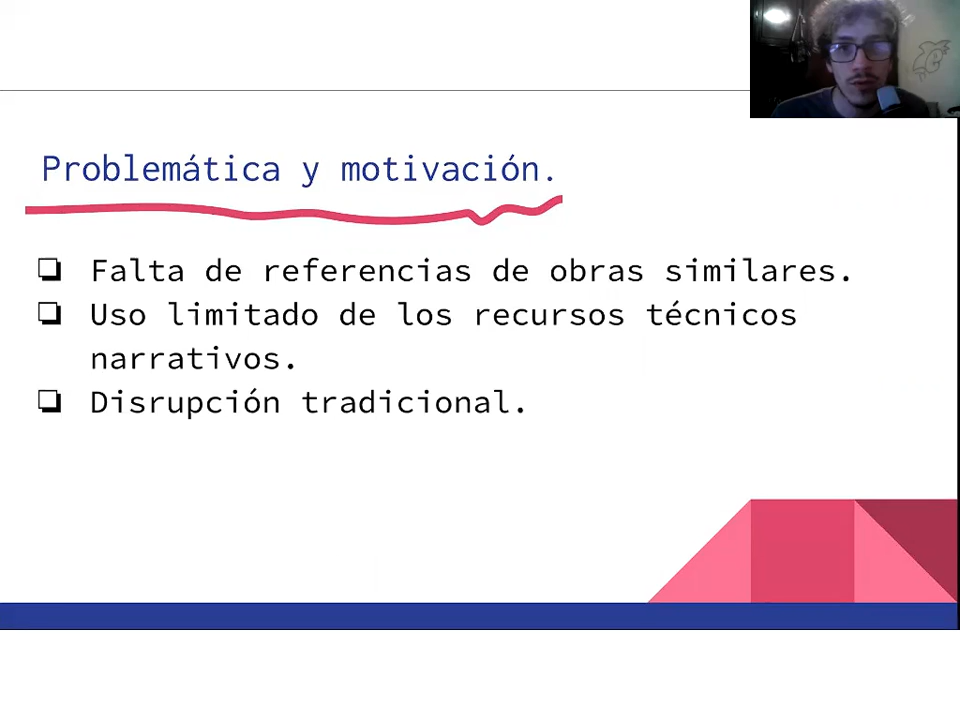 Problemática y motivación.
❏ Falta de referencias de obras similares.
❏ Uso limitado de los recursos técnicos
narrativos.
❏ Disrupción tradicional.